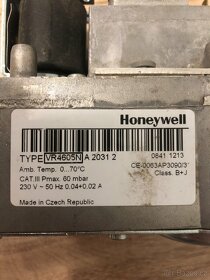 Honeywell
TYPE VR4605N A 2031 2
0841 1213
Amb. Temp. 0...70°C
CE-0063AP3090/3
CAT.III Pmax. 60 mbar
Class. B+J
230 V ~ 50 Hz 0.04+0.02 A
Made in Czech Republic